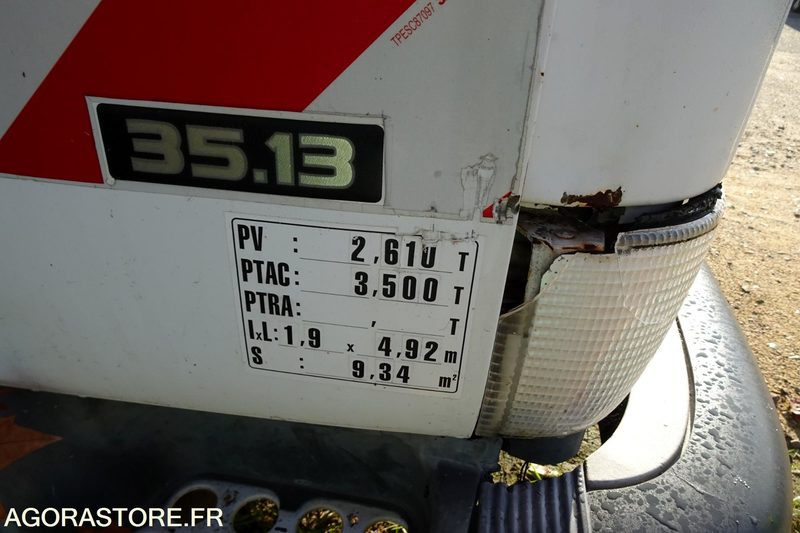 TPESC87097
35.13
PV : 2,610 T
PTAC: 3,500 T
PTRA: , T
IxL: 1,9 x 4,92 m
S : 9,34 m²
AGORASTORE.FR